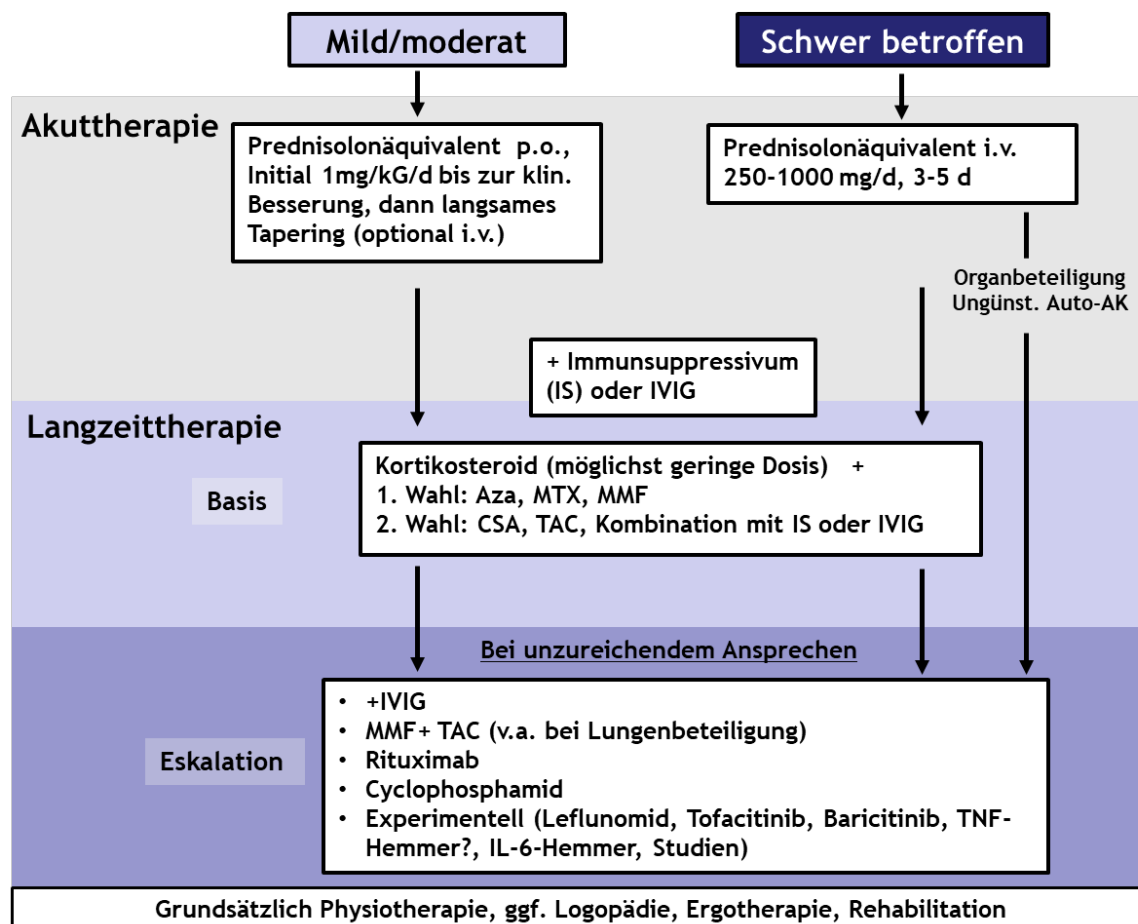 Mild/moderat
Schwer betroffen
Akuttherapie
Prednisolonäquivalent p.o.,
Initial 1mg/kG/d bis zur klin.
Besserung, dann langsames
Tapering (optional i.v.)
Prednisolonäquivalent i.v.
250-1000 mg/d, 3-5 d
Organbeteiligung
Ungünst. Auto-AK
+ Immunsuppressivum
(IS) oder IVIG
Langzeittherapie
Basis
Kortikosteroid (möglichst geringe Dosis) +
1. Wahl: Aza, MTX, MMF
2. Wahl: CSA, TAC, Kombination mit IS oder IVIG
Bei unzureichendem Ansprechen
Eskalation
• +IVIG
• MMF+ TAC (v.a. bei Lungenbeteiligung)
• Rituximab
• Cyclophosphamid
• Experimentell (Leflunomid, Tofacitinib, Baricitinib, TNF-
Hemmer?, IL-6-Hemmer, Studien)
Grundsätzlich Physiotherapie, ggf. Logopädie, Ergotherapie, Rehabilitation